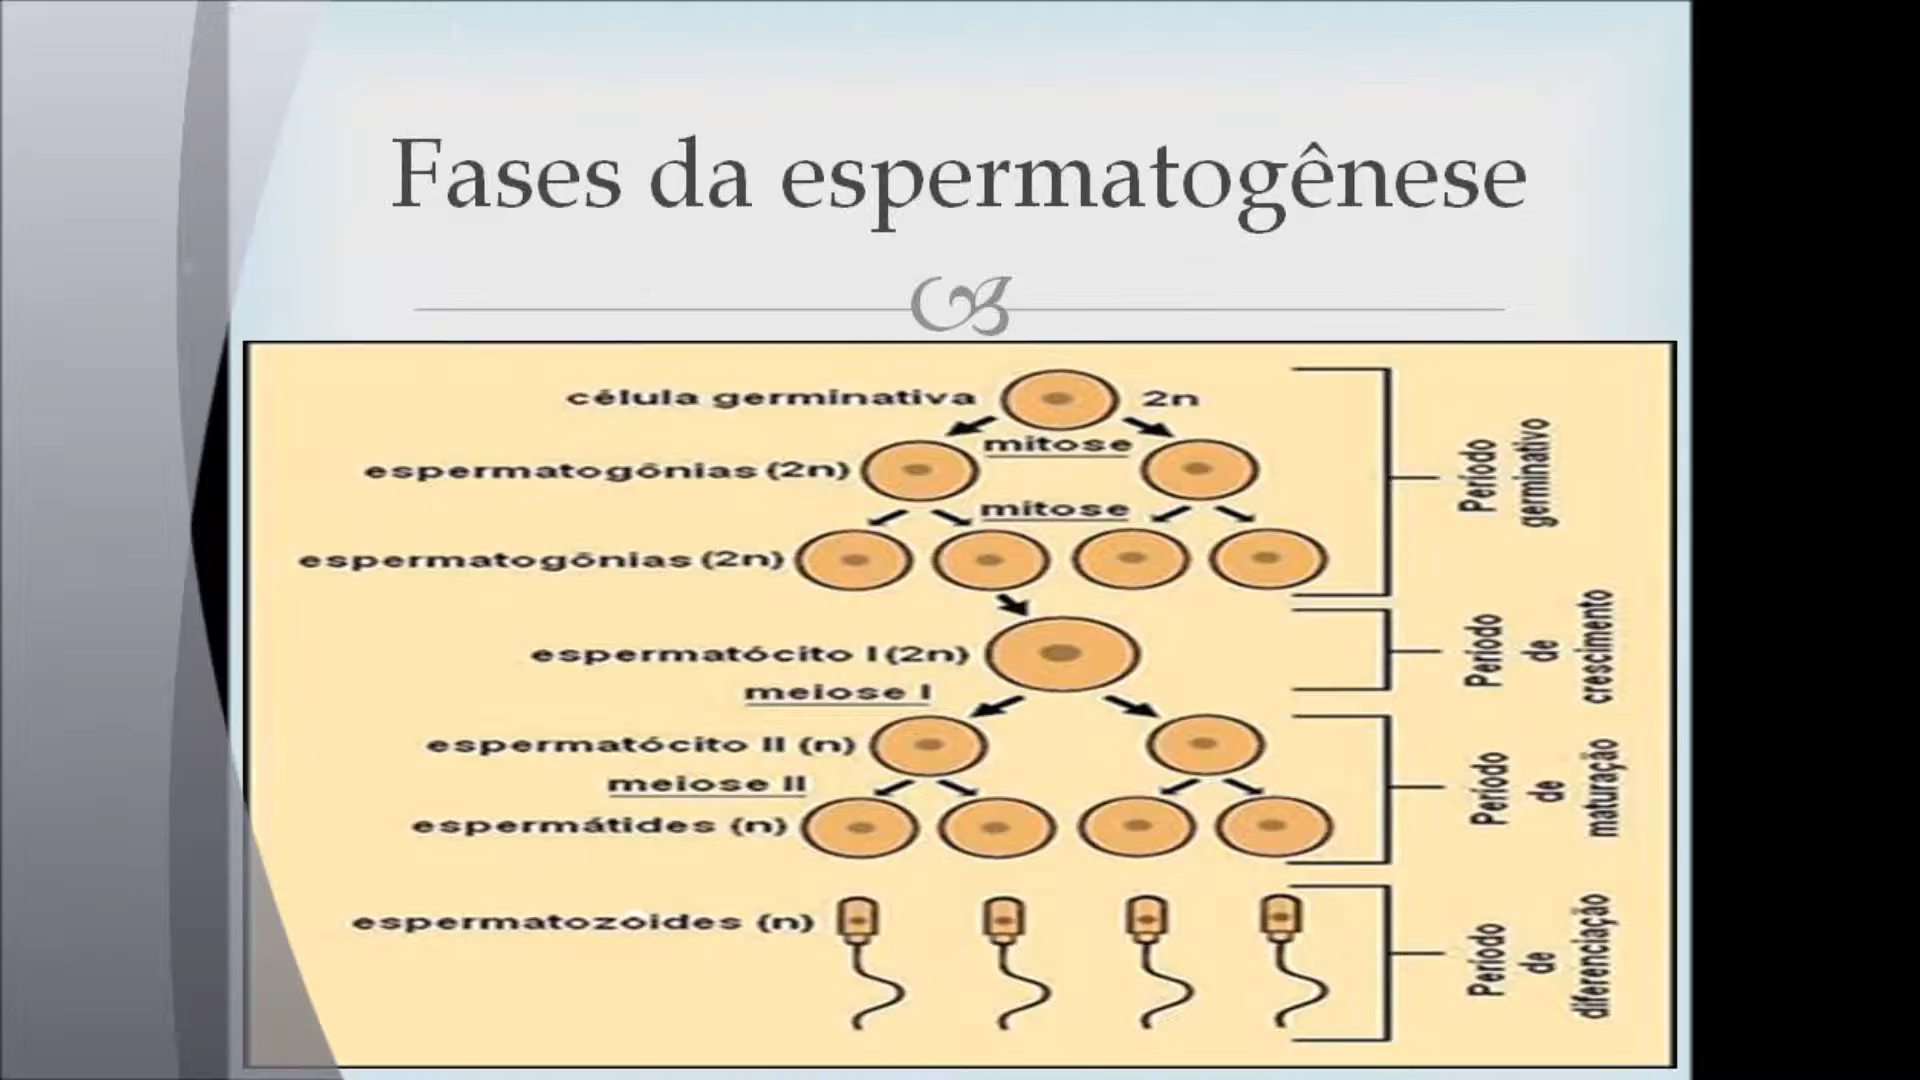 Fases da espermatogênese
célula germinativa 2n
mitose
espermatogônias (2n)
mitose
espermatogônias (2n)
Período
germinativo
espermatócito I (2n)
Período
de
crescimento
meiose I
espermatócito II (n)
meiose II
espermátides (n)
Período
de
maturação
espermatozóides (n)
Período
de
diferenciação